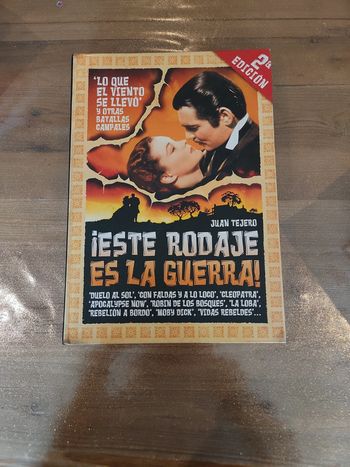 2ª
EDICIÓN
'LO QUE
EL VIENTO
SE LLEVÓ'
Y OTRAS
BATALLAS
CAMPALES
JUAN TEJERO
¡ESTE RODAJE
ES LA GUERRA!
'DUELO AL SOL', 'CON FALDAS Y A LO LOCO', 'CLEOPATRA',
'APOCALYPSE NOW', 'ROBIN DE LOS BOSQUES', 'LA LOBA',
'REBELIÓN A BORDO', 'MOBY DICK', 'VIDAS REBELDES'...